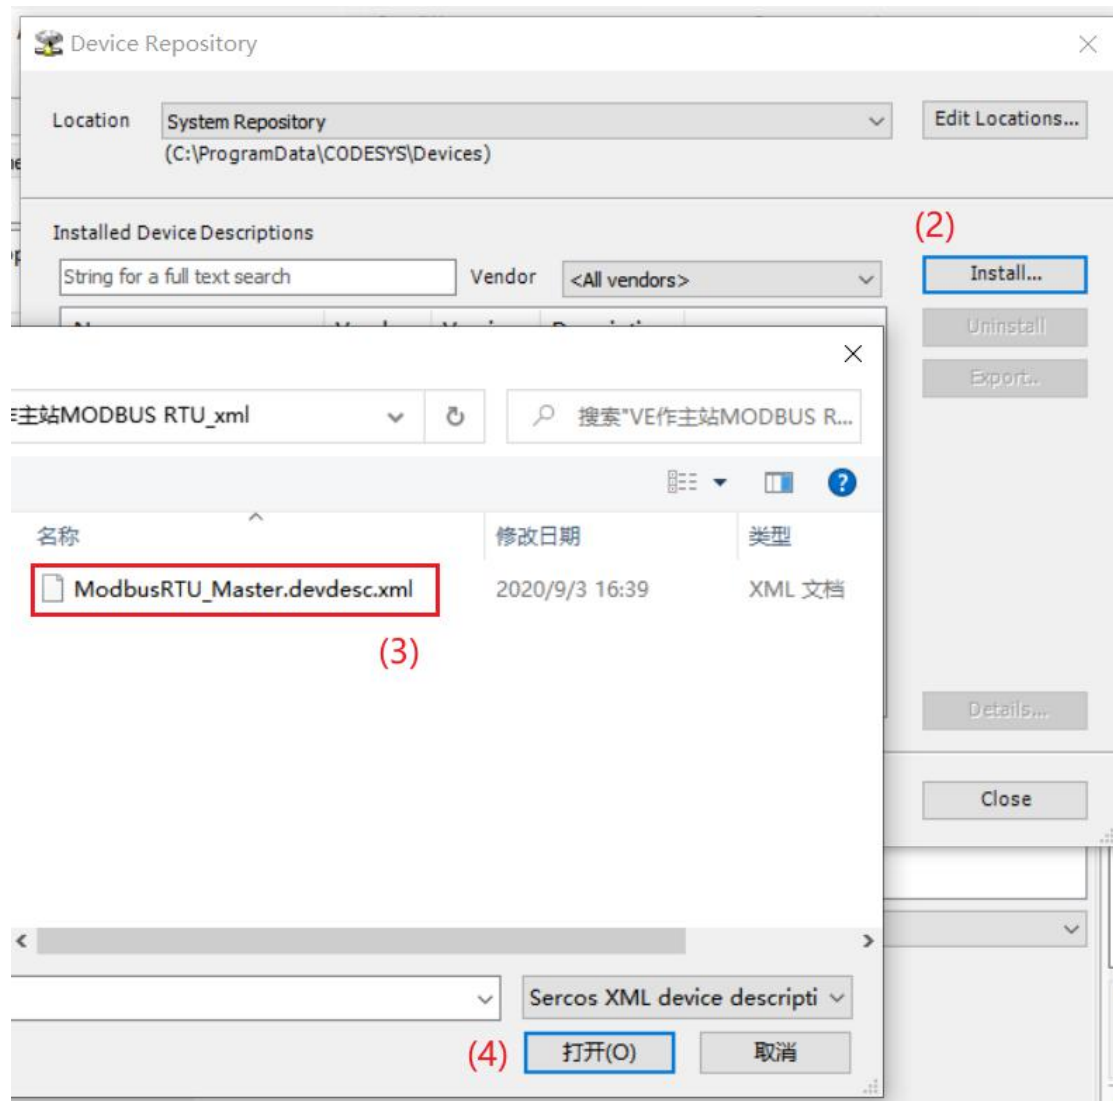 Device Repository
Location
System Repository
Edit Locations...
(C:\ProgramData\CODESYS\Devices)
Installed Device Descriptions
(2)
String for a full text search
Vendor
<All vendors>
Install...
Uninstall
Export..
主站MODBUS RTU_xml
搜索"VE作主站MODBUS R...
名称
修改日期
类型
ModbusRTU_Master.devdesc.xml
2020/9/3 16:39
XML 文档
(3)
Details...
Close
Sercos XML device descripti
(4)
打开(O)
取消